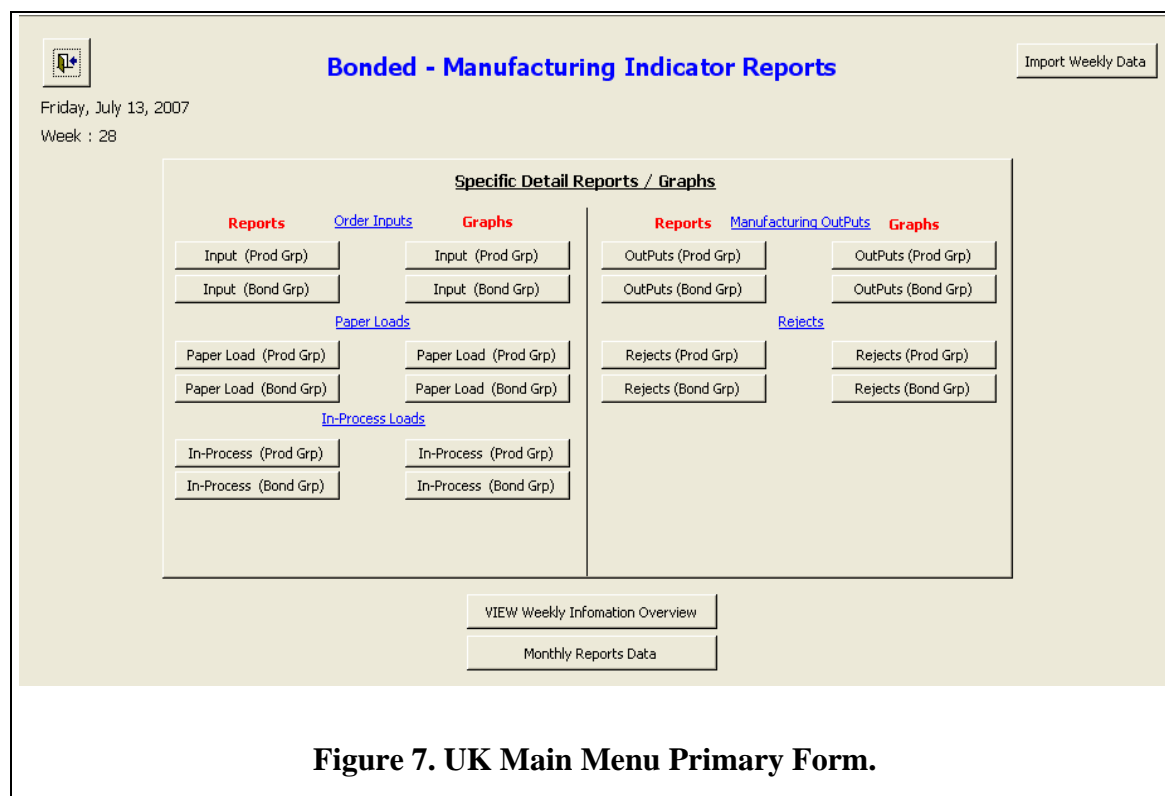 Bonded - Manufacturing Indicator Reports
Import Weekly Data
Friday, July 13, 2007
Week : 28
Specific Detail Reports / Graphs
Reports Order Inputs Graphs
Input (Prod Grp) Input (Prod Grp)
Input (Bond Grp) Input (Bond Grp)
Paper Loads
Paper Load (Prod Grp) Paper Load (Prod Grp)
Paper Load (Bond Grp) Paper Load (Bond Grp)
In-Process Loads
In-Process (Prod Grp) In-Process (Prod Grp)
In-Process (Bond Grp) In-Process (Bond Grp)
Reports Manufacturing OutPuts Graphs
OutPuts (Prod Grp) OutPuts (Prod Grp)
OutPuts (Bond Grp) OutPuts (Bond Grp)
Rejects
Rejects (Prod Grp) Rejects (Prod Grp)
Rejects (Bond Grp) Rejects (Bond Grp)
VIEW Weekly Infomation Overview
Monthly Reports Data
Figure 7. UK Main Menu Primary Form.